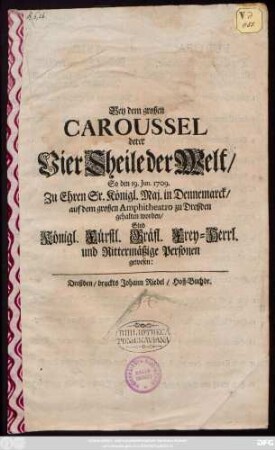 Bey dem großen
CAROUSSEL
derer
Vier Theile der Welt/
So den 19. Jun. 1709.
Zu Ehren Sr. Königl. Maj. in Dennemarck/
auf dem großen Amphitheatro zu Dreßden
gehalten worden/
Sind
Königl. Fürstl. Gräfl. Frey-Herrl.
und Rittermäßige Personen
gewesen:
Dreßden/ druckts Johann Riedel/ Hoff-Buchdr.
BIBLIOTHECA
PONICKAVIANA